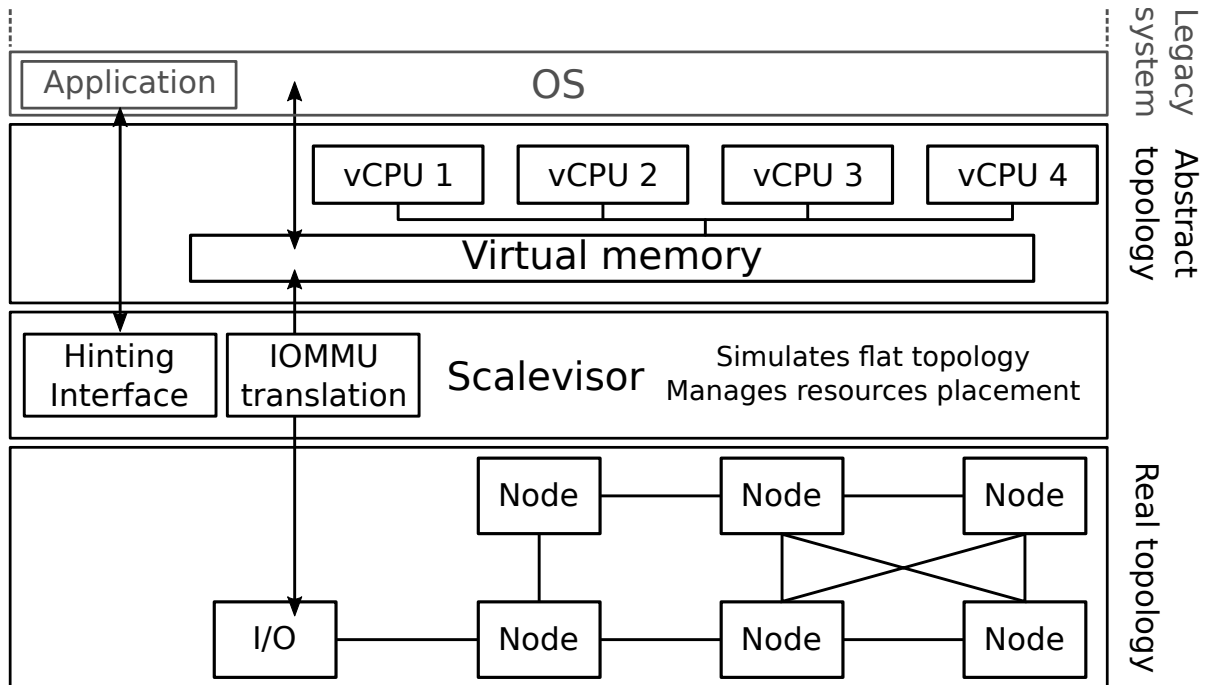 Legacy
system
Application
OS
Abstract
topology
vCPU 1
vCPU 2
vCPU 3
vCPU 4
Virtual memory
Hinting
Interface
IOMMU
translation
Scalevisor
Simulates flat topology
Manages resources placement
Real topology
Node
Node
Node
I/O
Node
Node
Node